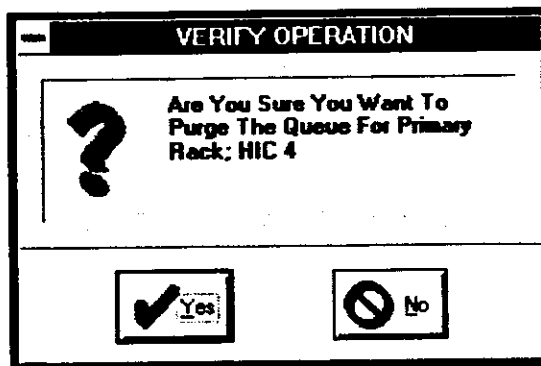 VERIFY OPERATION
Are You Sure You Want To
Purge The Queue For Primary
Rack; HIC 4
Yes
No